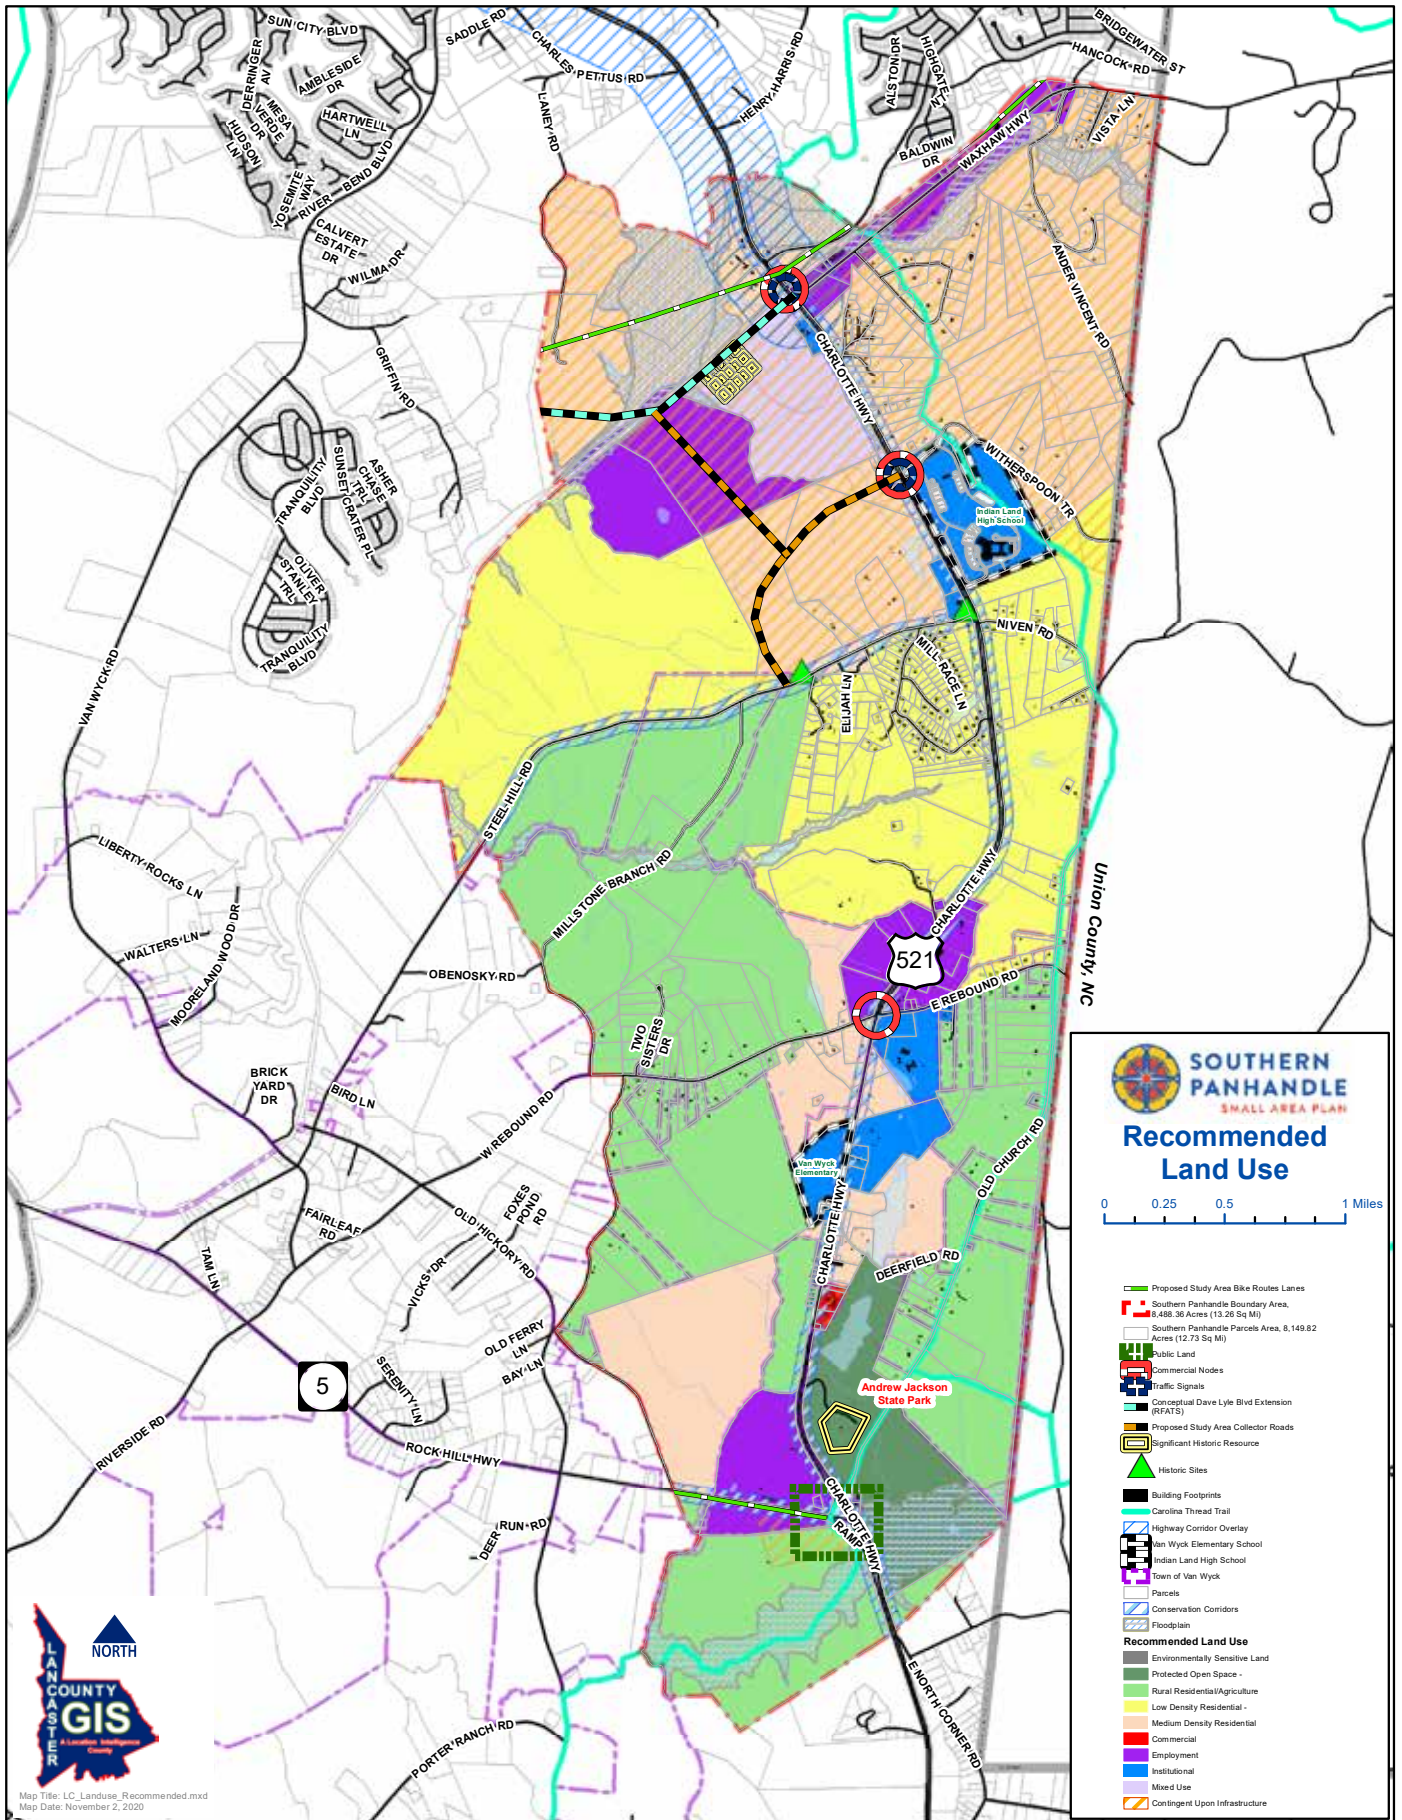 SUN CITY BLVD
SADDLE RD
CHARLES PETTUS RD
HENRY HARRIS RD
ALSTON DR
HIGHGATE
BRIDGEWATER ST
HANCOCK RD
DERRINGER
AV
AMBLESIDE
DR
MESA
VERDE
DR
HARTWELL
LN
HUDSON
LN
LANEY RD
BALDWIN
DR
WAXHAW HWY
VISTA LN
YOSEMITE
WAY
RIVER BEND BLVD
CALVERT
ESTATE
DR
WILMA DR
ANDER VINCENT RD
GRIFFIN RD
CHARLOTTE HWY
ASHER
CHASE
TRL
SUNSET CRATER PL
TRANQUILITY
BLVD
WITHERSPOON TR
Indian Land
High School
OLIVER
STANLEY
TRL
TRANQUILITY
BLVD
NIVEN RD
MILL RACE LN
ELIJAH LN
VAN WYCK RD
STEEL HILL RD
MILLSTONE BRANCH RD
LIBERTY ROCKS LN
CHARLOTTE HWY
Union County, NC
WALTERS LN
MOORELAND WOOD DR
OBENOSKY RD
521
E REBOUND RD
TWO
SISTERS
DR
BRICK
YARD
DR
BIRD LN
W REBOUND RD
Van Wyck
Elementary
OLD CHURCH RD
FOXES
POND
RD
OLD HICKORY RD
FAIRLEAF
RD
TAM LN
VICKS DR
CHARLOTTE HWY
DEERFIELD RD
OLD FERRY
LN
BAY LN
SERENITY LN
5
Andrew Jackson
State Park
RIVERSIDE RD
ROCK HILL HWY
CHARLOTTE HWY
RAMP
DEER RUN RD
E NORTH CORNER RD
PORTER RANCH RD
SOUTHERN
PANHANDLE
SMALL AREA PLAN
Recommended
Land Use
0 0.25 0.5 1 Miles
Proposed Study Area Bike Routes Lanes
Southern Panhandle Boundary Area,
8,488.36 Acres (13.26 Sq Mi)
Southern Panhandle Parcels Area, 8,149.82
Acres (12.73 Sq Mi)
Public Land
Commercial Nodes
Traffic Signals
Conceptual Dave Lyle Blvd Extension
(RFATS)
Proposed Study Area Collector Roads
Significant Historic Resource
Historic Sites
Building Footprints
Carolina Thread Trail
Highway Corridor Overlay
Van Wyck Elementary School
Indian Land High School
Town of Van Wyck
Parcels
Conservation Corridors
Floodplain
Recommended Land Use
Environmentally Sensitive Land
Protected Open Space -
Rural Residential/Agriculture
Low Density Residential -
Medium Density Residential
Commercial
Employment
Institutional
Mixed Use
Contingent Upon Infrastructure
NORTH
LANCASTER
COUNTY
GIS
A Location Intelligence
County
Map Title: LC_Landuse_Recommended.mxd
Map Date: November 2, 2020